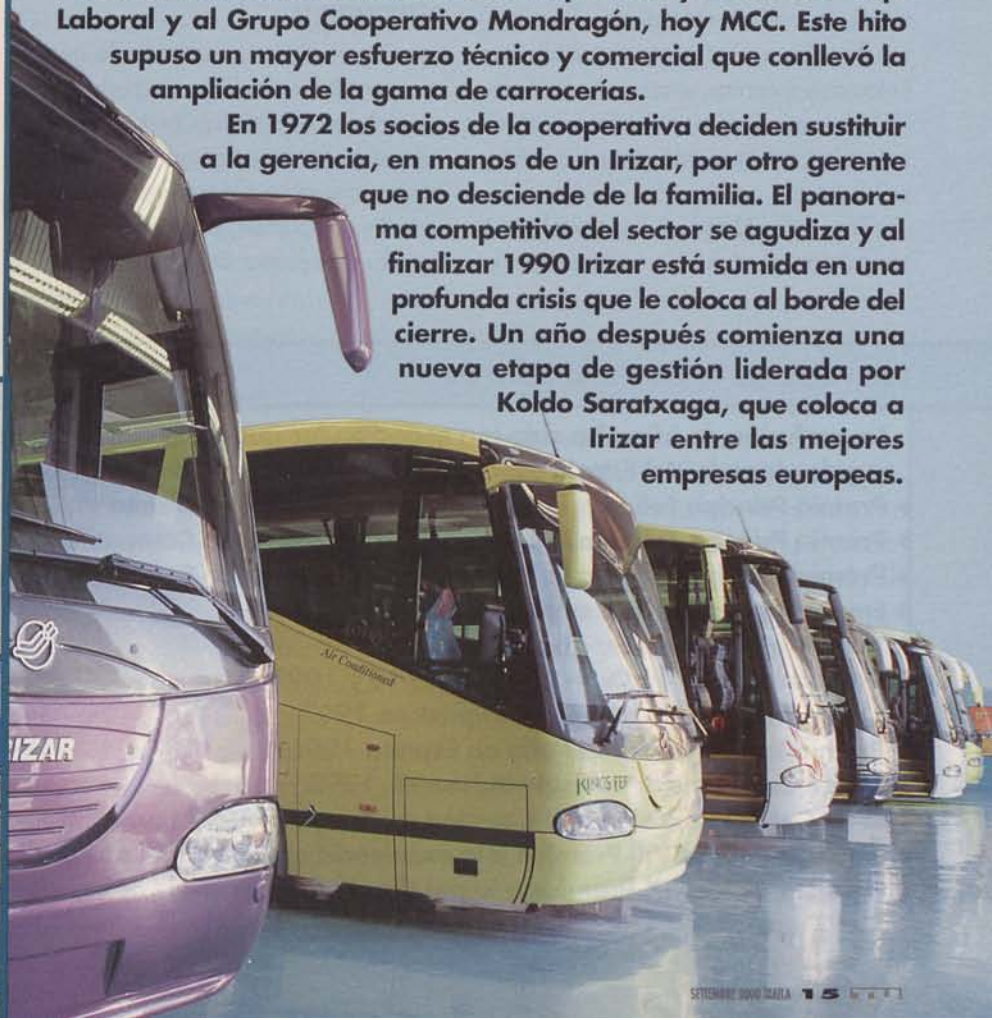 Laboral y al Grupo Cooperativo Mondragón, hoy MCC. Este hito
supuso un mayor esfuerzo técnico y comercial que conllevó la
ampliación de la gama de carrocerías.
En 1972 los socios de la cooperativa deciden sustituir
a la gerencia, en manos de un Irizar, por otro gerente
que no desciende de la familia. El panora-
ma competitivo del sector se agudiza y al
finalizar 1990 Irizar está sumida en una
profunda crisis que le coloca al borde del
cierre. Un año después comienza una
nueva etapa de gestión liderada por
Koldo Saratxaga, que coloca a
Irizar entre las mejores
empresas europeas.
Air Conditioned
IZAR
KINGS FER
15